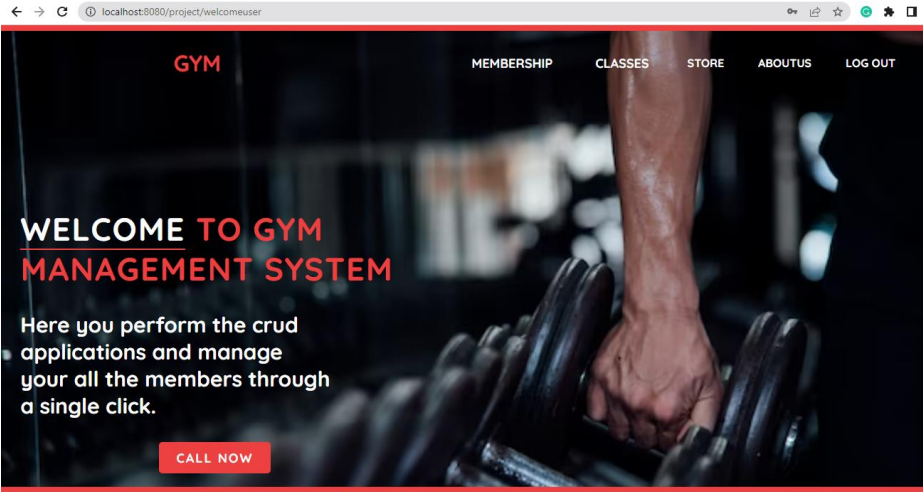 localhost:8080/project/welcomeuser
GYM MEMBERSHIP CLASSES STORE ABOUTUS LOG OUT
WELCOME TO GYM
MANAGEMENT SYSTEM
Here you perform the crud
applications and manage
your all the members through
a single click.
CALL NOW